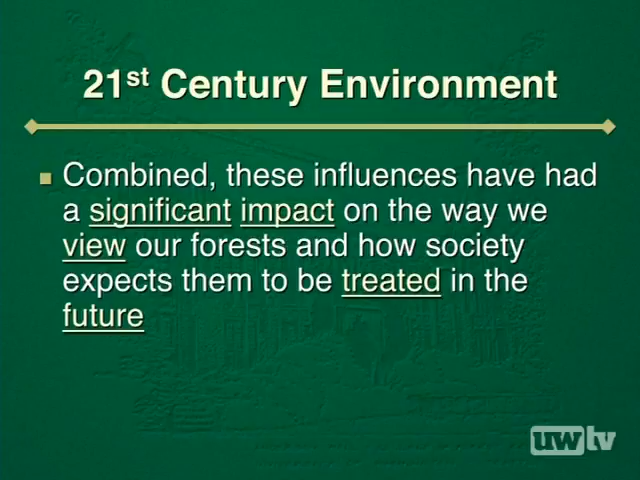 21st Century Environment
Combined, these influences have had
a significant impact on the way we
view our forests and how society
expects them to be treated in the
future
uwtv